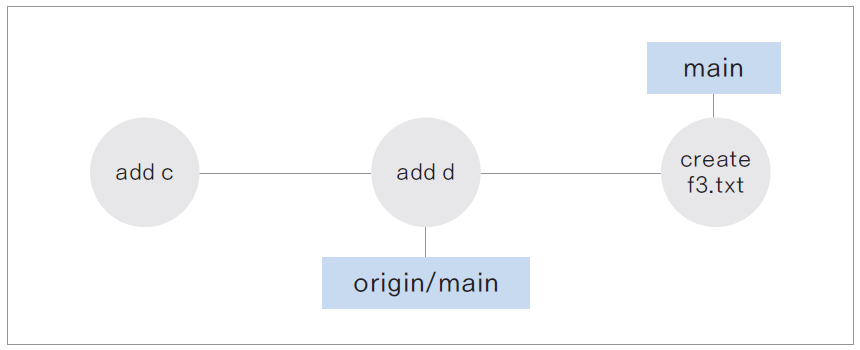 main
add c
add d
create
f3.txt
origin/main